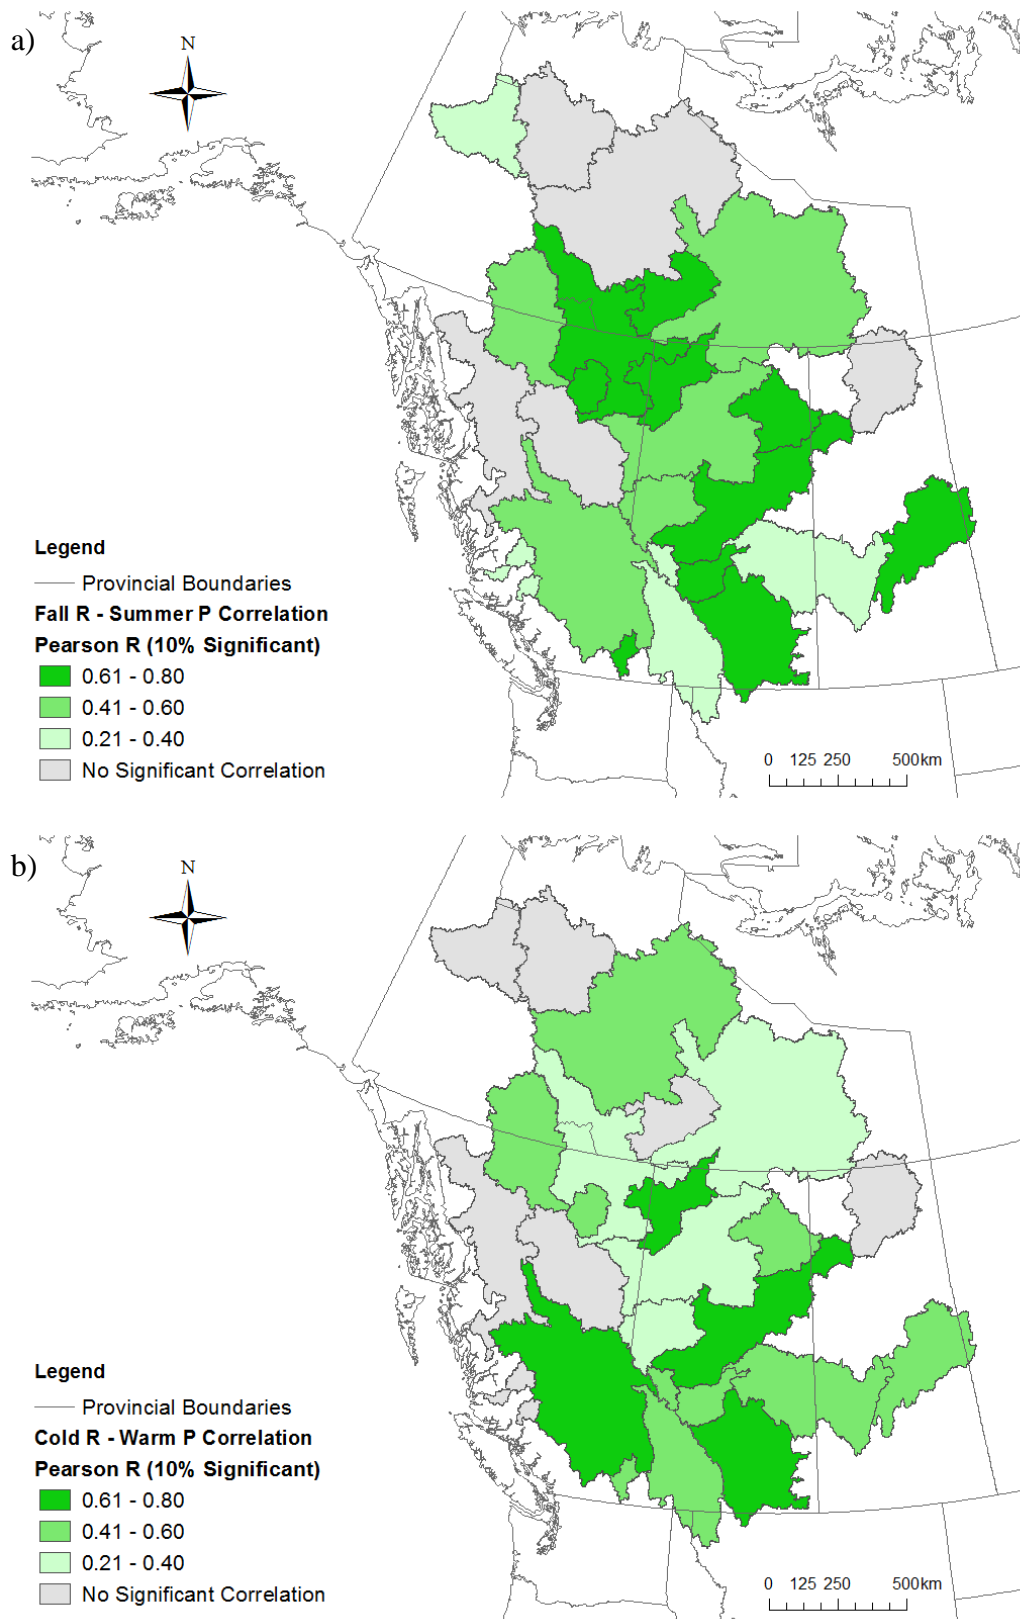 a)
N
Legend
Provincial Boundaries
Fall R - Summer P Correlation
Pearson R (10% Significant)
0.61 - 0.80
0.41 - 0.60
0.21 - 0.40
No Significant Correlation
0 125 250 500km
b)
N
Legend
Provincial Boundaries
Cold R - Warm P Correlation
Pearson R (10% Significant)
0.61 - 0.80
0.41 - 0.60
0.21 - 0.40
No Significant Correlation
0 125 250 500km